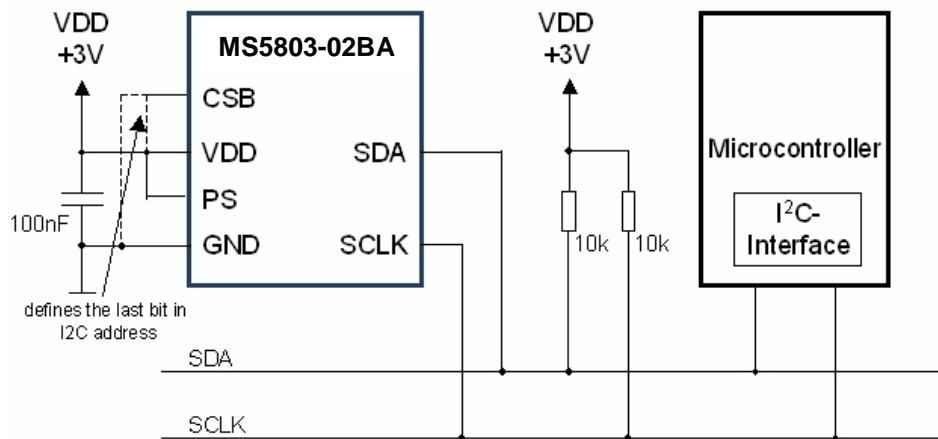 VDD
+3V
MS5803-02BA
CSB
VDD
PS
GND
SDA
SCLK
100nF
defines the last bit in
I2C address
VDD
+3V
10k
10k
Microcontroller
I²C-
Interface
SDA
SCLK